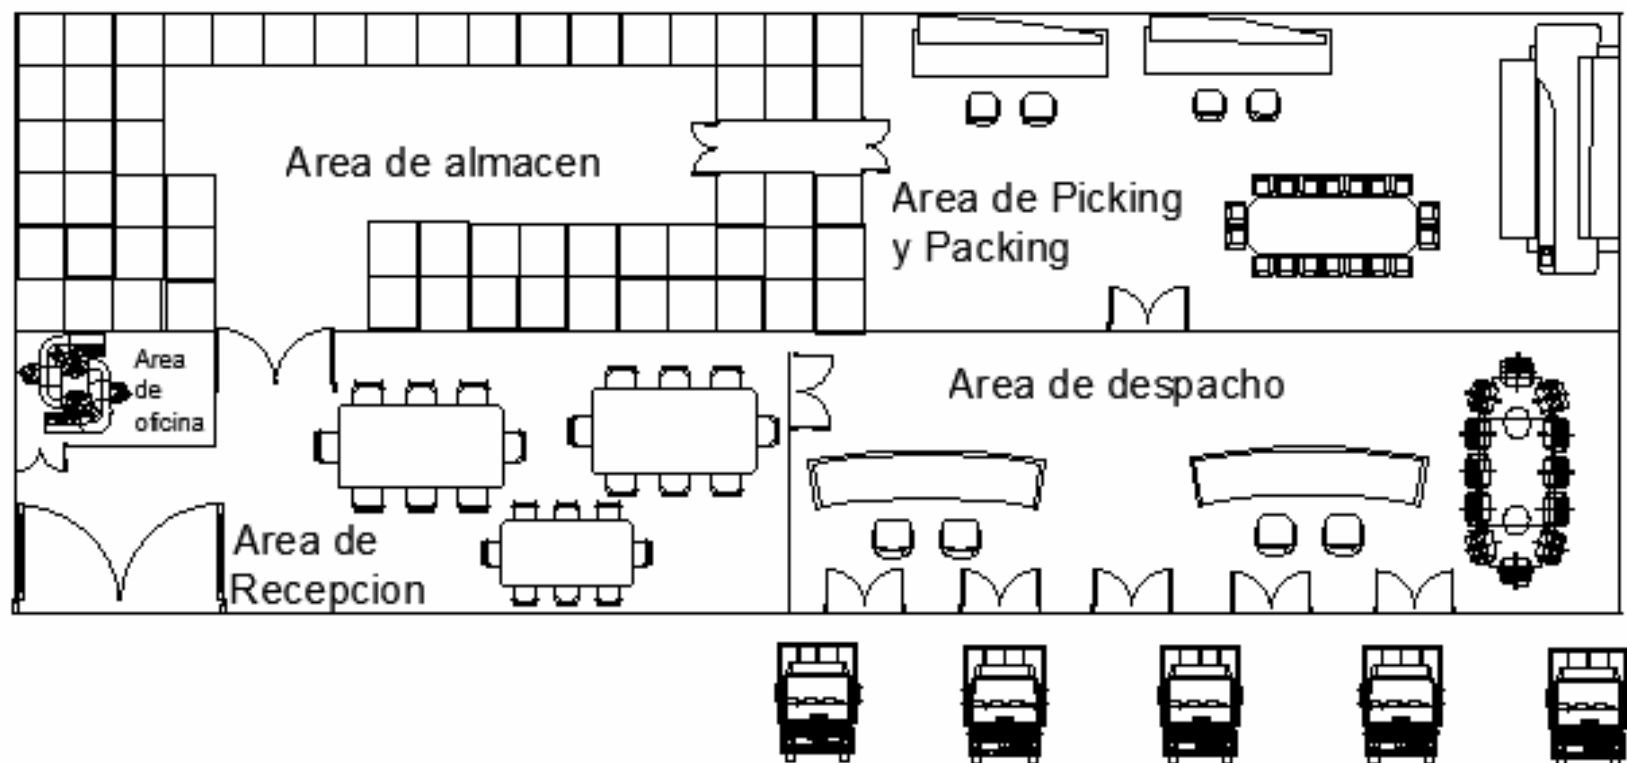 Area de almacen
Area de Picking
y Packing
Area
de
oficina
Area de despacho
Area de
Recepcion